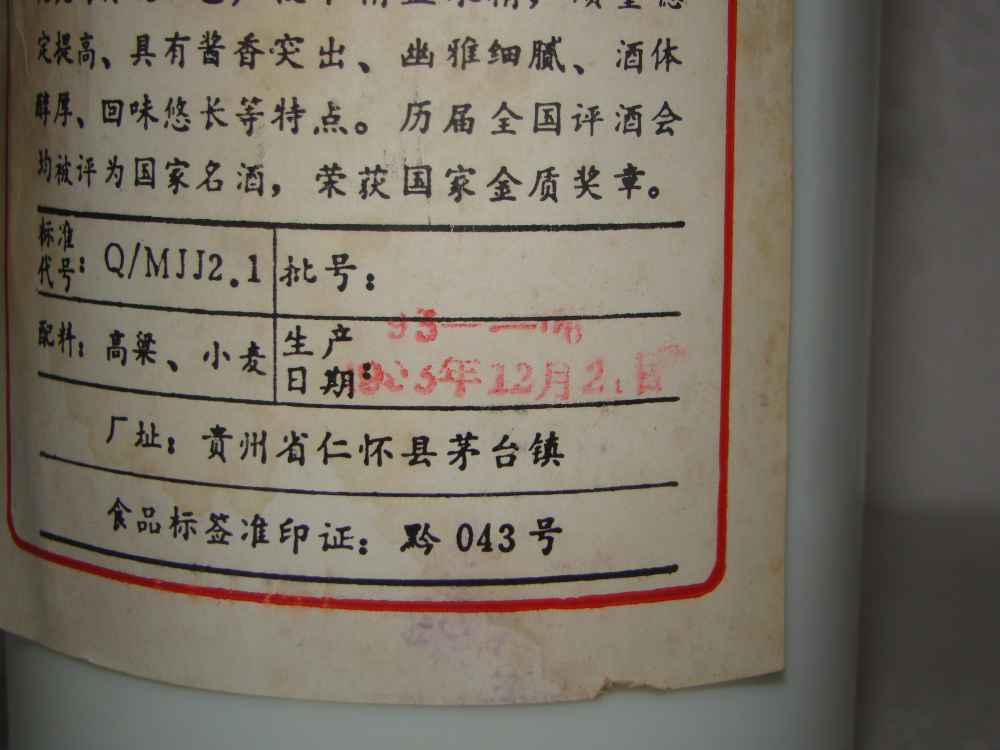 定提高、具有酱香突出、幽雅细腻、酒体
醇厚、回味悠长等特点。历届全国评酒会
均被评为国家名酒，荣获国家金质奖章。
标准代号：Q/MJJ2.1
批号：
配料：高粱、小麦
生产日期：
年12月2
日
厂址：贵州省仁怀县茅台镇
食品标签准印证：黔043号